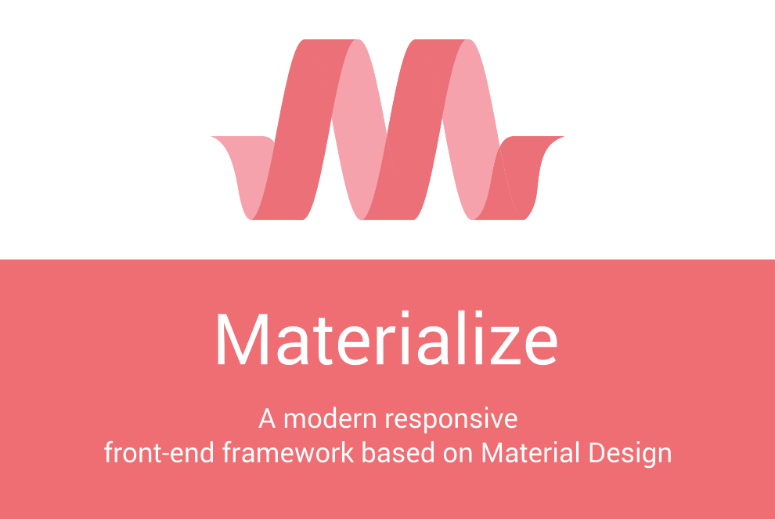 Materialize
A modern responsive
front-end framework based on Material Design